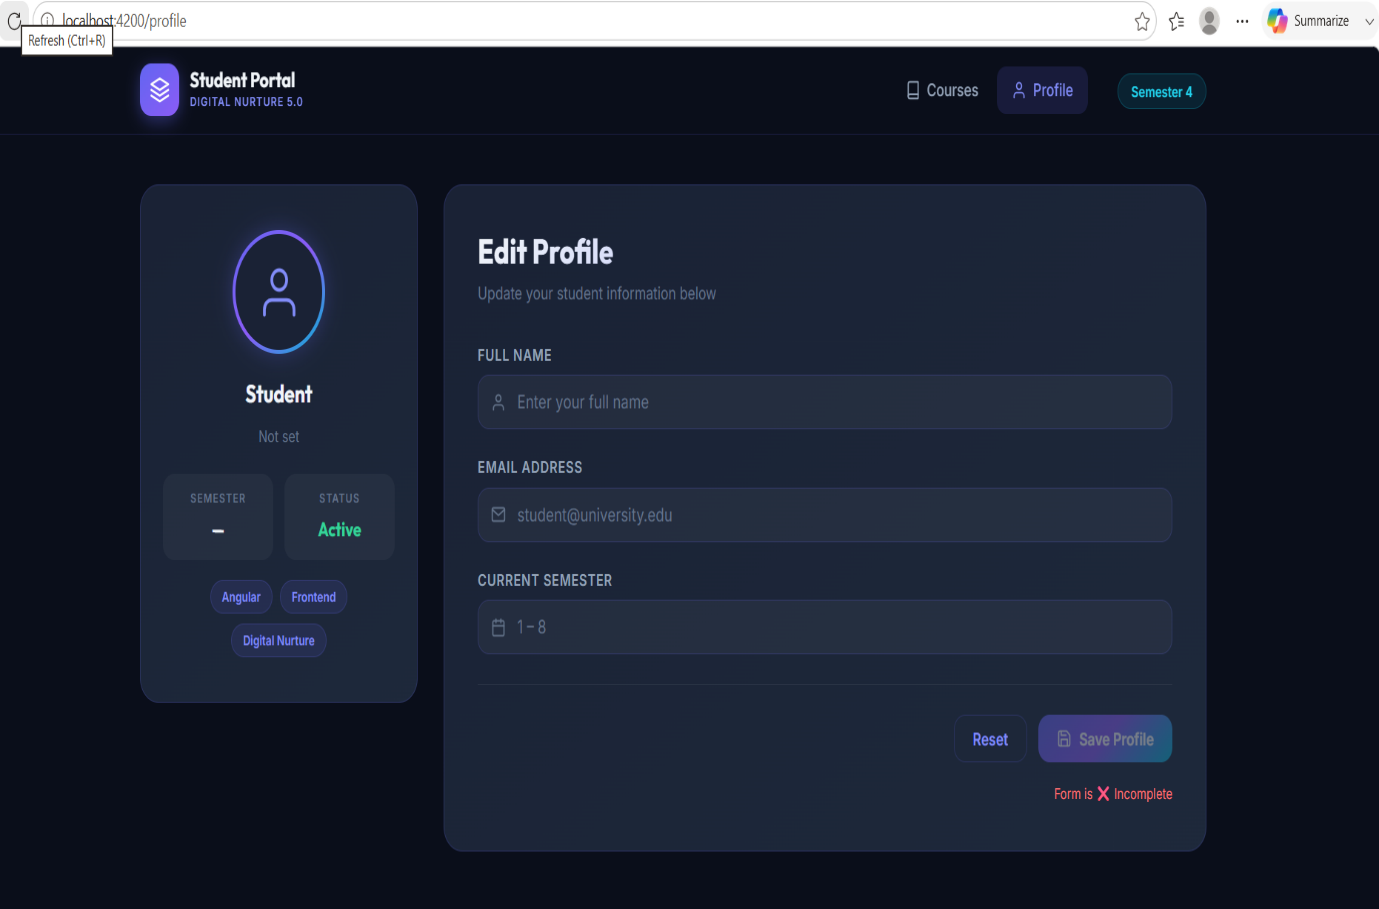 localhost:4200/profile
Summarize
Refresh (Ctrl+R)
Student Portal
DIGITAL NURTURE 5.0
Courses
Profile
Semester 4
Student
Not set
SEMESTER
–
STATUS
Active
Angular
Frontend
Digital Nurture
Edit Profile
Update your student information below
FULL NAME
Enter your full name
EMAIL ADDRESS
student@university.edu
CURRENT SEMESTER
1 – 8
Reset
Save Profile
Form is ❌ Incomplete